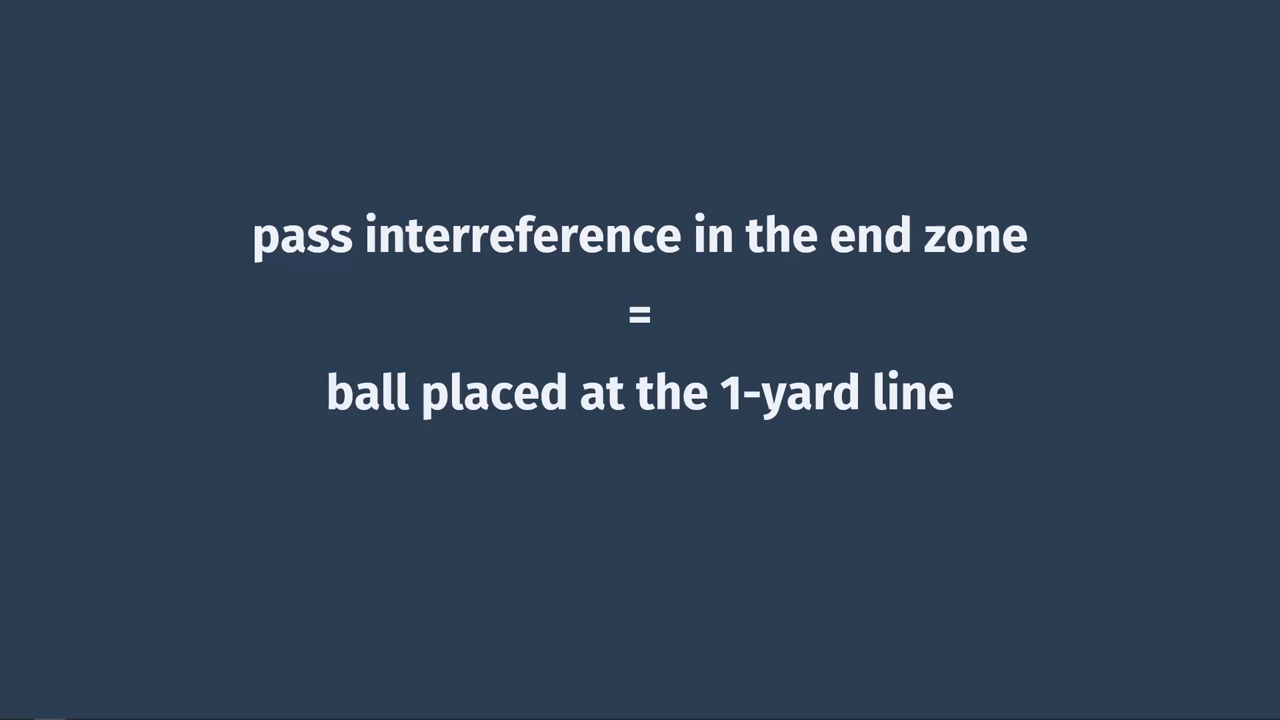 pass interreference in the end zone
=
ball placed at the 1-yard line